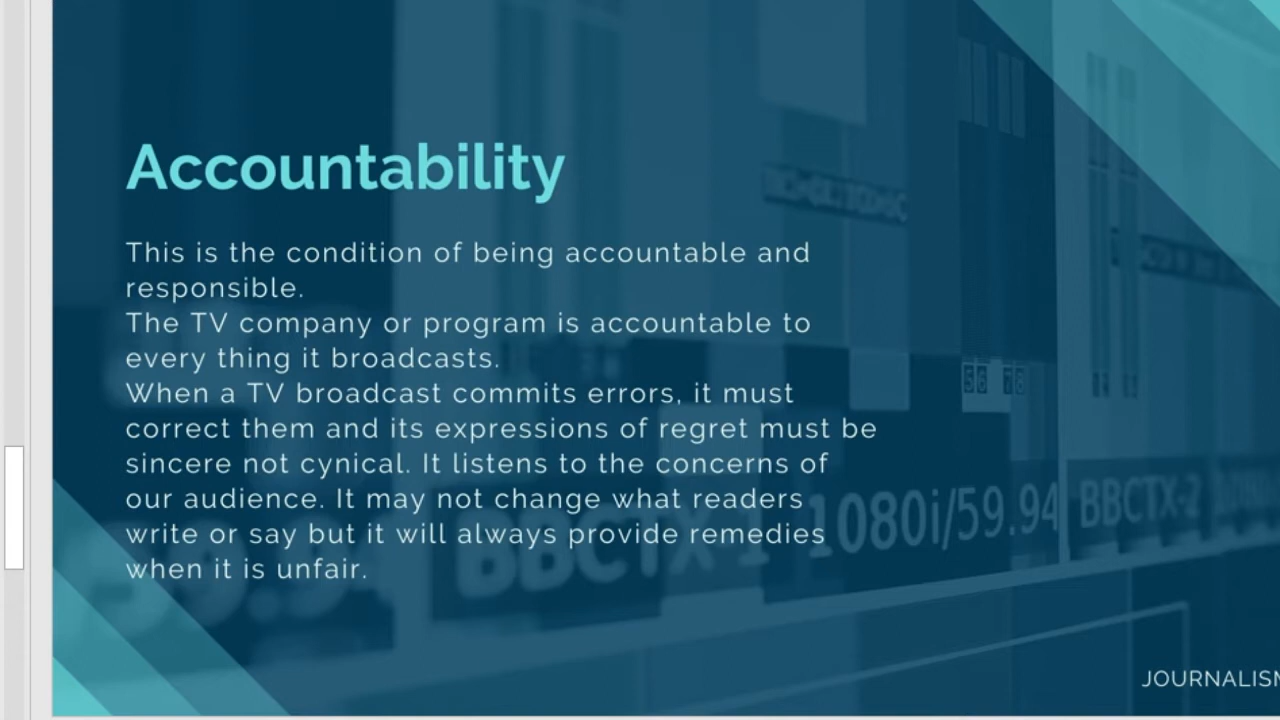 Accountability
This is the condition of being accountable and
responsible.
The TV company or program is accountable to
every thing it broadcasts.
When a TV broadcast commits errors, it must
correct them and its expressions of regret must be
sincere not cynical. It listens to the concerns of
our audience. It may not change what readers
write or say but it will always provide remedies
when it is unfair.
56 76
59.94 BBCTX-1 1080i/59.94 BBCTX-2
JOURNALISM